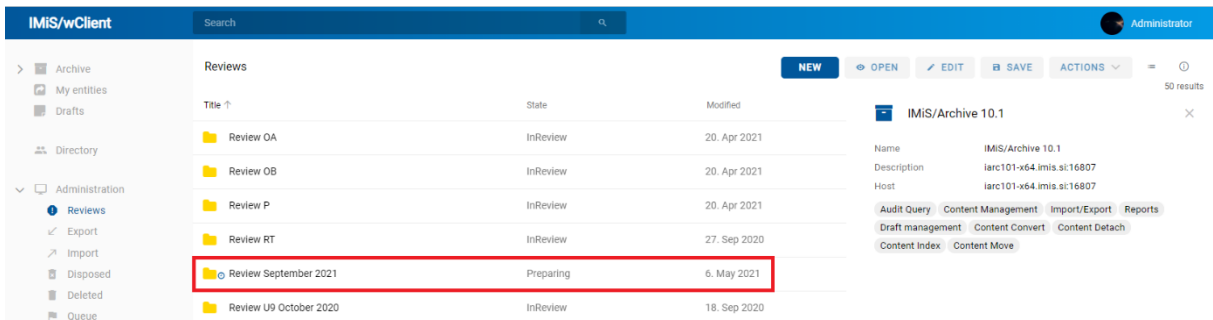 IMiS/wClient
Search
Administrator
Archive
My entities
Drafts
Directory
Administration
Reviews
Export
Import
Disposed
Deleted
Queue
Reviews
NEW OPEN EDIT SAVE ACTIONS
50 results
Title State Modified
Review OA InReview 20. Apr 2021
Review OB InReview 20. Apr 2021
Review P InReview 20. Apr 2021
Review RT InReview 27. Sep 2020
Review September 2021 Preparing 6. May 2021
Review U9 October 2020 InReview 18. Sep 2020
IMiS/Archive 10.1
Name IMiS/Archive 10.1
Description iarc101-x64.imis.si:16807
Host iarc101-x64.imis.si:16807
Audit Query Content Management Import/Export Reports
Draft management Content Convert Content Detach
Content Index Content Move